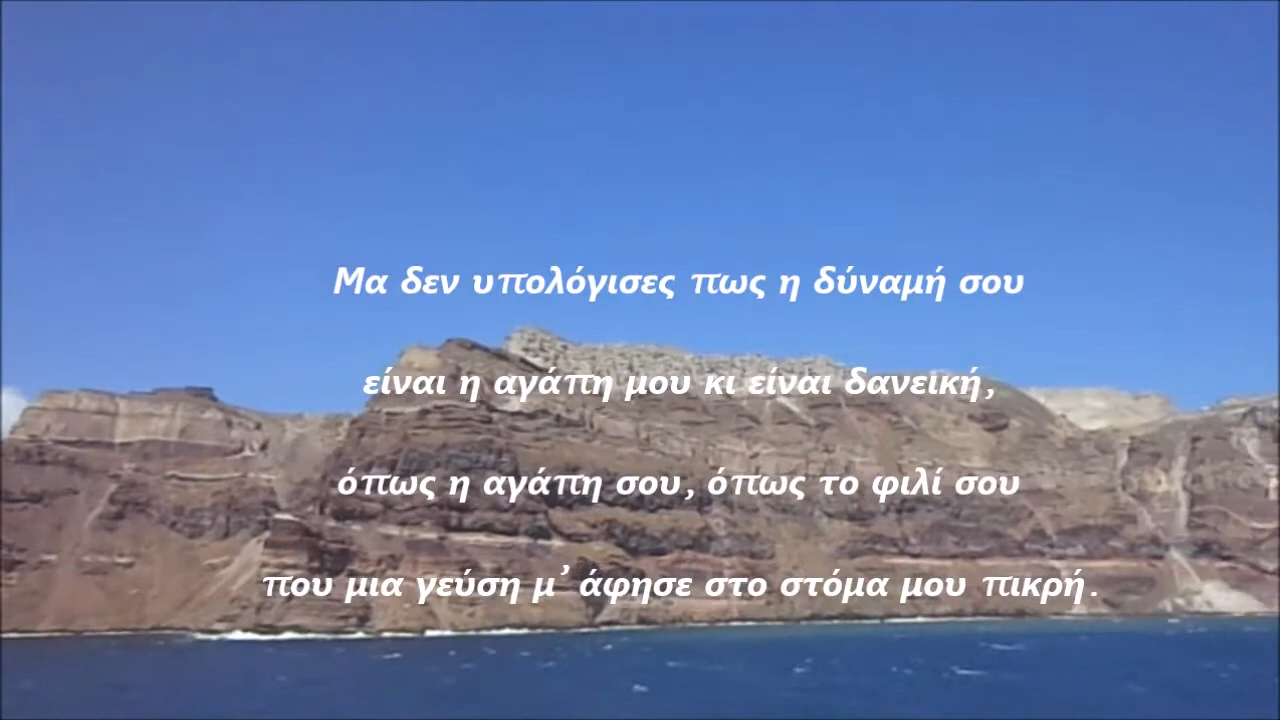 Μα δεν υπολόγισες πως η δύναμή σου
είναι η αγάπη μου κι είναι δανεική,
όπως η αγάπη σου, όπως το φιλί σου
που μια γεύση μ’ άφησε στο στόμα μου πικρή.